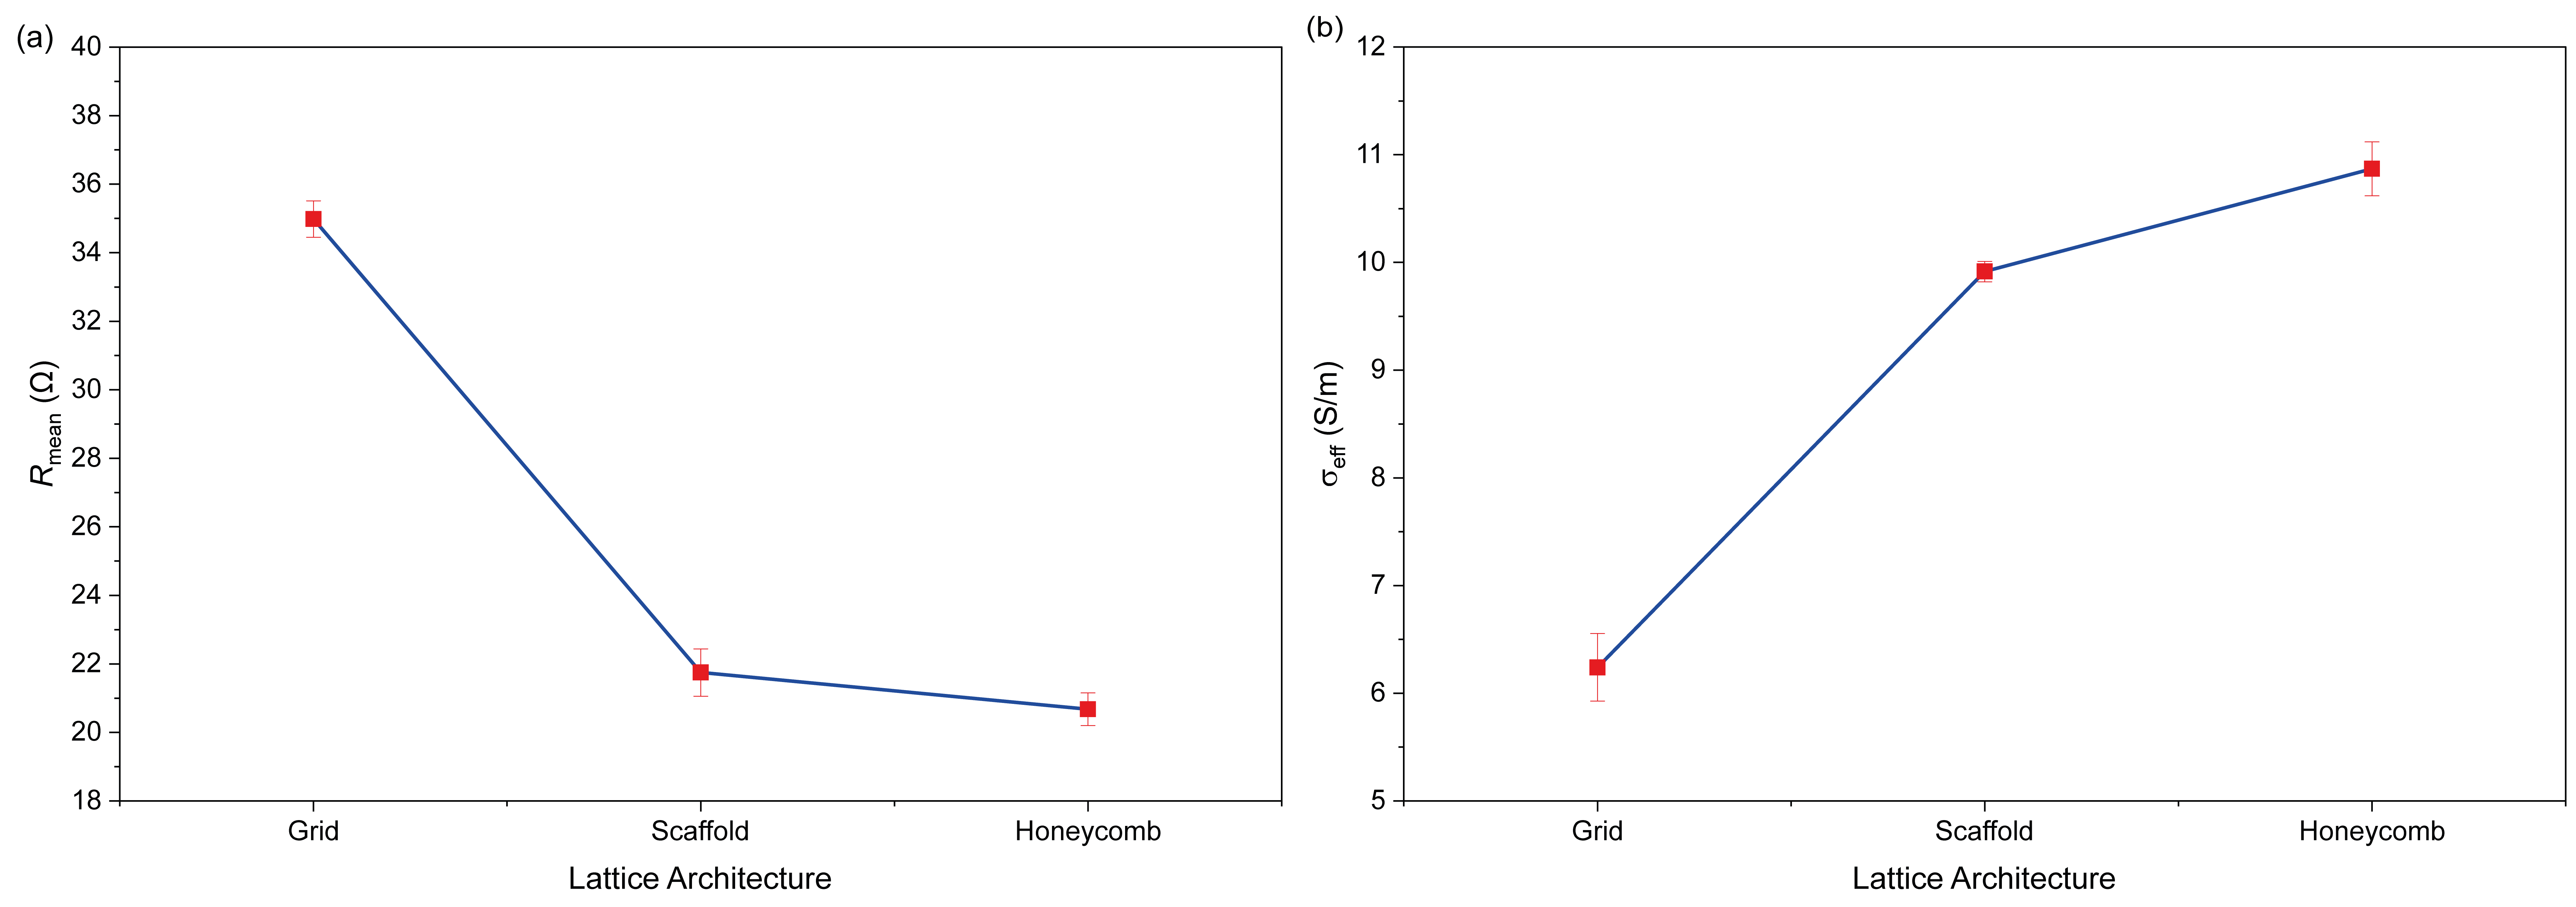 (a)
40
38
36
34
32
30
28
26
24
22
20
18
Rmean (Ω)
Grid Scaffold Honeycomb
Lattice Architecture
(b)
12
11
10
9
8
7
6
5
σeff (S/m)
Grid Scaffold Honeycomb
Lattice Architecture